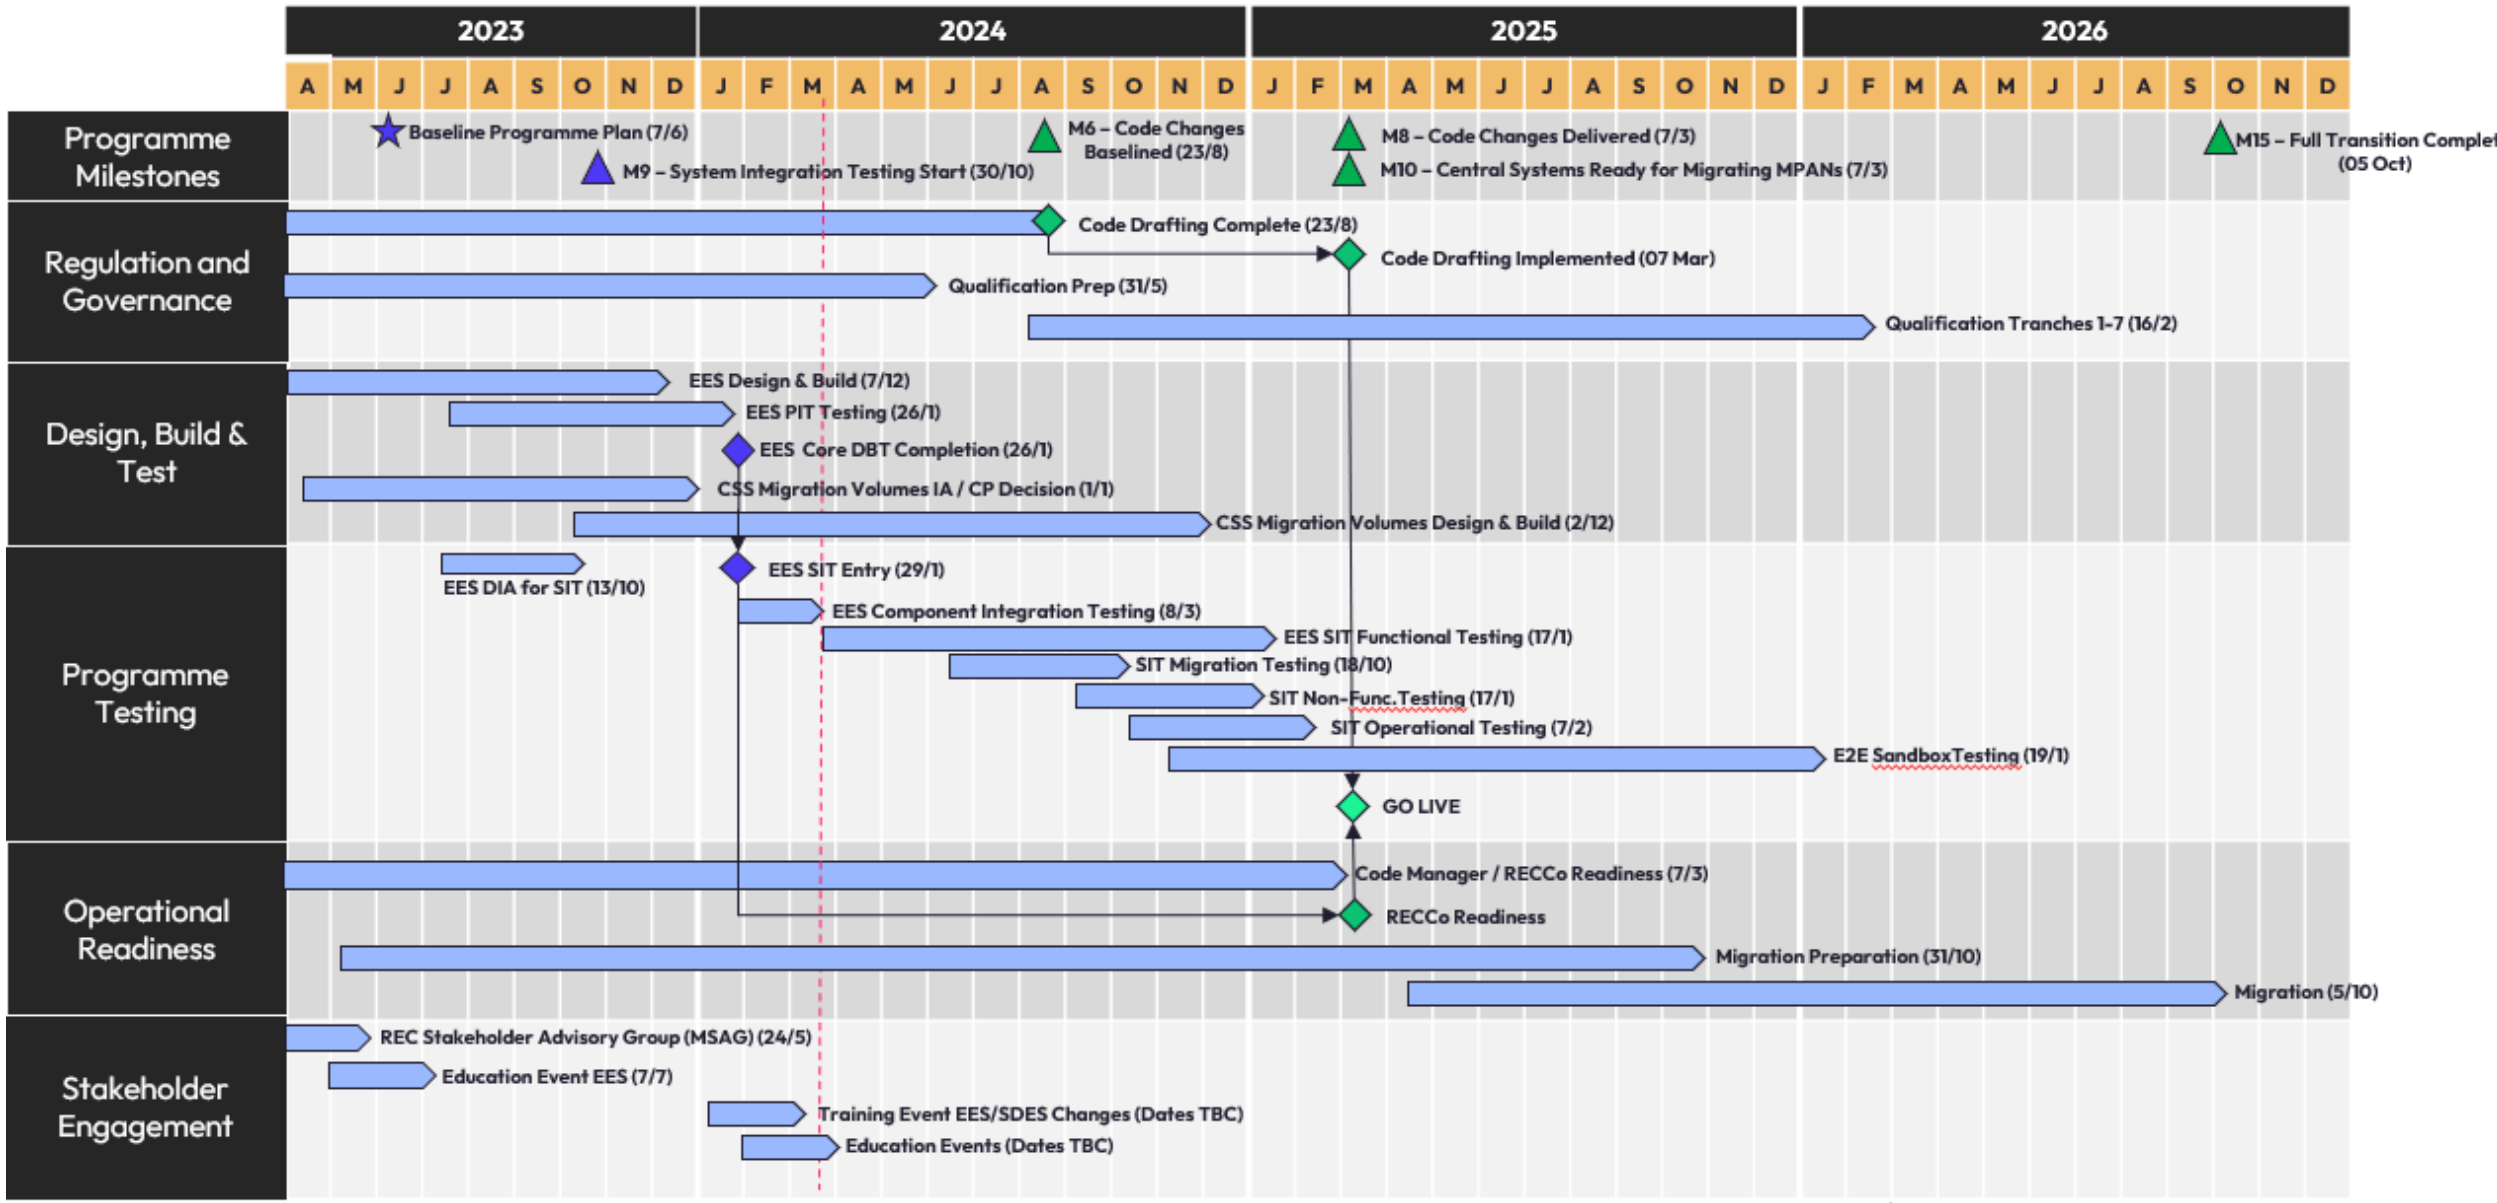 2023 2024 2025 2026
A M J J A S O N D J F M A M J J A S O N D J F M A M J J A S O N D J F M A M J J A S O N D
Programme
Milestones
Baseline Programme Plan (7/6)
M9 – System Integration Testing Start (30/10)
M6 – Code Changes
Baselined (23/8)
M8 – Code Changes Delivered (7/3)
M10 – Central Systems Ready for Migrating MPANs (7/3)
M15 – Full Transition Complet
(05 Oct)
Regulation and
Governance
Code Drafting Complete (23/8)
Code Drafting Implemented (07 Mar)
Qualification Prep (31/5)
Qualification Tranches 1-7 (16/2)
Design, Build &
Test
EES Design & Build (7/12)
EES PIT Testing (26/1)
EES Core DBT Completion (26/1)
CSS Migration Volumes IA / CP Decision (1/1)
CSS Migration Volumes Design & Build (2/12)
Programme
Testing
EES DIA for SIT (13/10)
EES SIT Entry (29/1)
EES Component Integration Testing (8/3)
EES SIT Functional Testing (17/1)
SIT Migration Testing (18/10)
SIT Non-Func.Testing (17/1)
SIT Operational Testing (7/2)
E2E SandboxTesting (19/1)
GO LIVE
Operational
Readiness
Code Manager / RECCo Readiness (7/3)
RECCo Readiness
Migration Preparation (31/10)
Migration (5/10)
Stakeholder
Engagement
REC Stakeholder Advisory Group (MSAG) (24/5)
Education Event EES (7/7)
Training Event EES/SDES Changes (Dates TBC)
Education Events (Dates TBC)